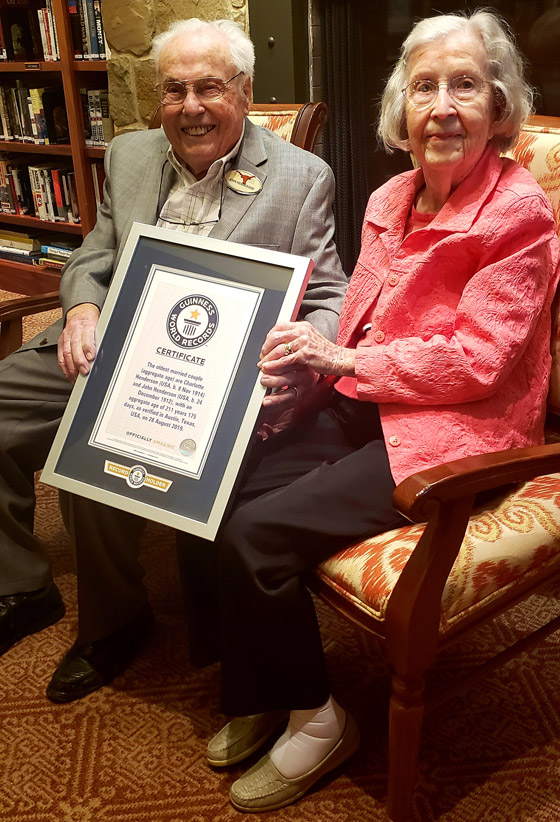 GUINNESS
WORLD
RECORDS
CERTIFICATE
The oldest married couple
(aggregate age) are Charlotte
Henderson (USA, b. 8 Nov 1914)
and John Henderson (USA, b. 24
December 1912), with an
aggregate age of 211 years 175
days, as verified in Austin, Texas,
USA, on 28 August 2019.
OFFICIALLY AMAZING
RECORD HOLDER